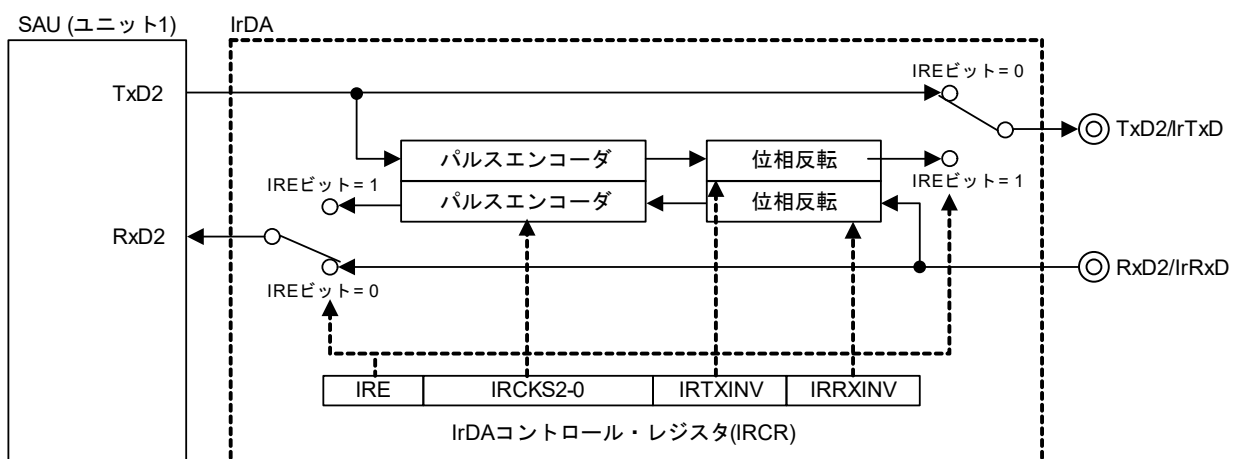 SAU (ユニット1)
IrDA
TxD2
IREビット= 0
TxD2/IrTxD
パルスエンコーダ
位相反転
IREビット= 1
パルスエンコーダ
位相反転
IREビット= 1
RxD2
IREビット= 0
RxD2/IrRxD
IRE
IRCKS2-0
IRTXINV
IRRXINV
IrDAコントロール・レジスタ(IRCR)